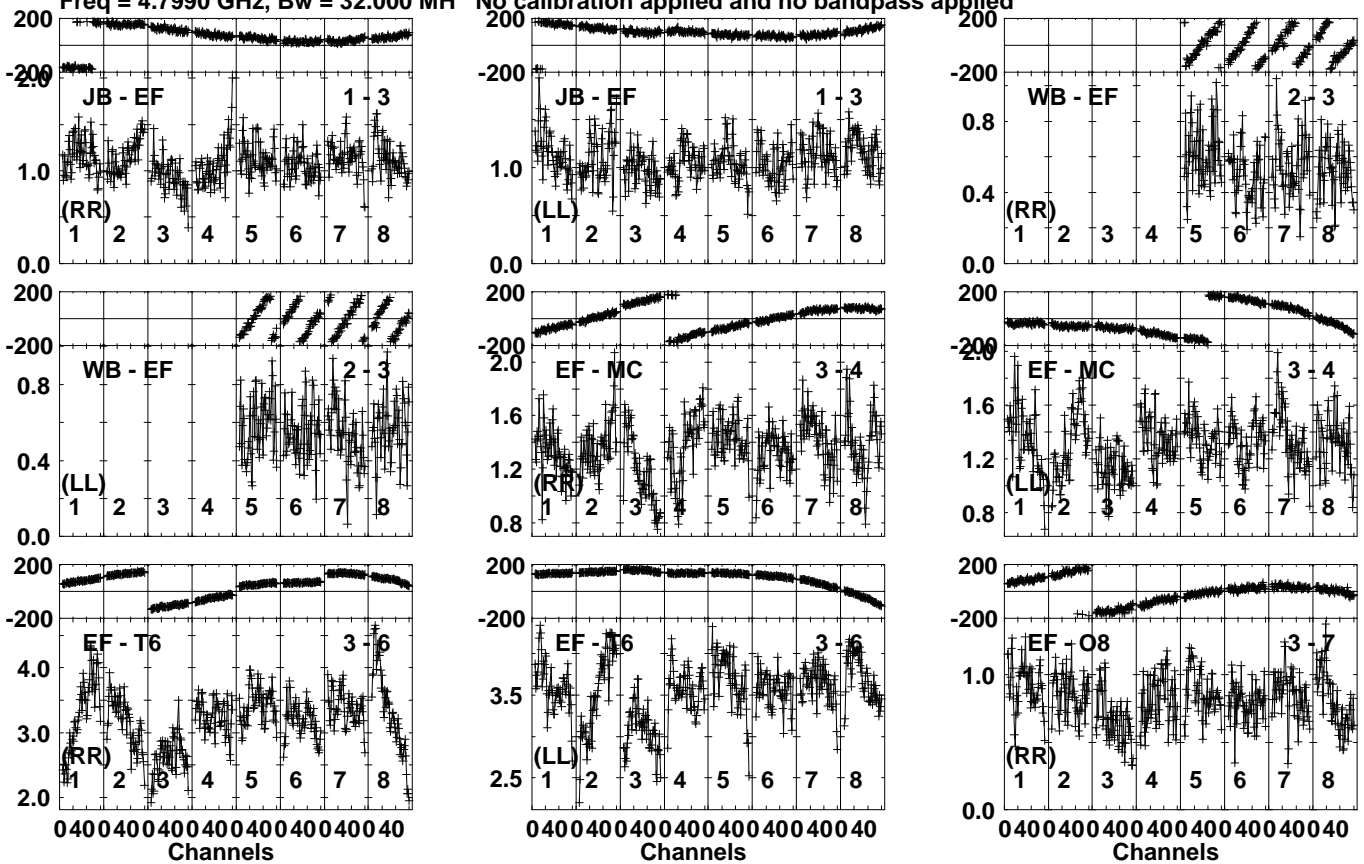 Freq = 4.7990 GHz, Bw = 32.000 MH   No calibration applied and no bandpass applied
200
-200
2.0
1.0
0.0
JB - EF 1 - 3
(RR)
1 2 3 4 5 6 7 8
200
-200
2.0
1.0
0.0
JB - EF 1 - 3
(LL)
1 2 3 4 5 6 7 8
200
-200
0.8
0.4
0.0
WB - EF 2 - 3
(RR)
1 2 3 4 5 6 7 8
200
-200
0.8
0.4
0.0
WB - EF 2 - 3
(LL)
1 2 3 4 5 6 7 8
200
-200
2.0
1.6
1.2
0.8
EF - MC 3 - 4
(RR)
1 2 3 4 5 6 7 8
200
-200
2.0
1.6
1.2
0.8
EF - MC 3 - 4
(LL)
1 2 3 4 5 6 7 8
200
-200
4.0
3.0
2.0
EF - T6 3 - 6
(RR)
1 2 3 4 5 6 7 8
0 40 0 40 0 40 0 40 0 40 0 40 0 40 0 40
Channels
200
-200
3.5
2.5
EF - T6 3 - 6
(LL)
1 2 3 4 5 6 7 8
0 40 0 40 0 40 0 40 0 40 0 40 0 40 0 40
Channels
200
-200
1.0
0.0
EF - O8 3 - 7
(RR)
1 2 3 4 5 6 7 8
0 40 0 40 0 40 0 40 0 40 0 40 0 40 0 40
Channels